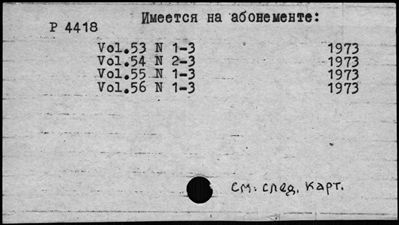 Имеется на абонементе:
P 4418
Vol.53 N 1-3 1973
Vol.54 N 2-3 1973
Vol.55 N 1-3 1973
Vol.56 N 1-3 1973
См. след. карт.